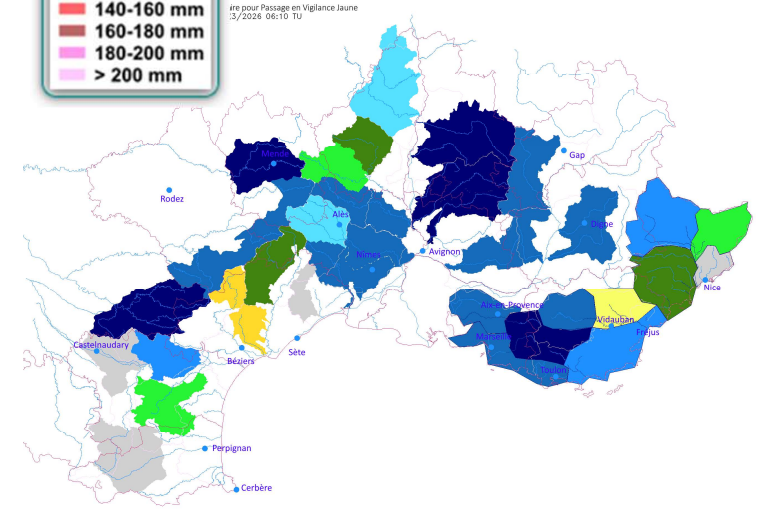 140-160 mm
160-180 mm
180-200 mm
> 200 mm
ire pour Passage en Vigilance Jaune
3/2026 06:10 TU
Mende
Gap
Rodez
Alès
Digne
Nîmes
Avignon
Nice
Aix-en-Provence
Vidauban
Fréjus
Marseille
Castelnaudary
Sète
Béziers
Toulon
Perpignan
Cerbère